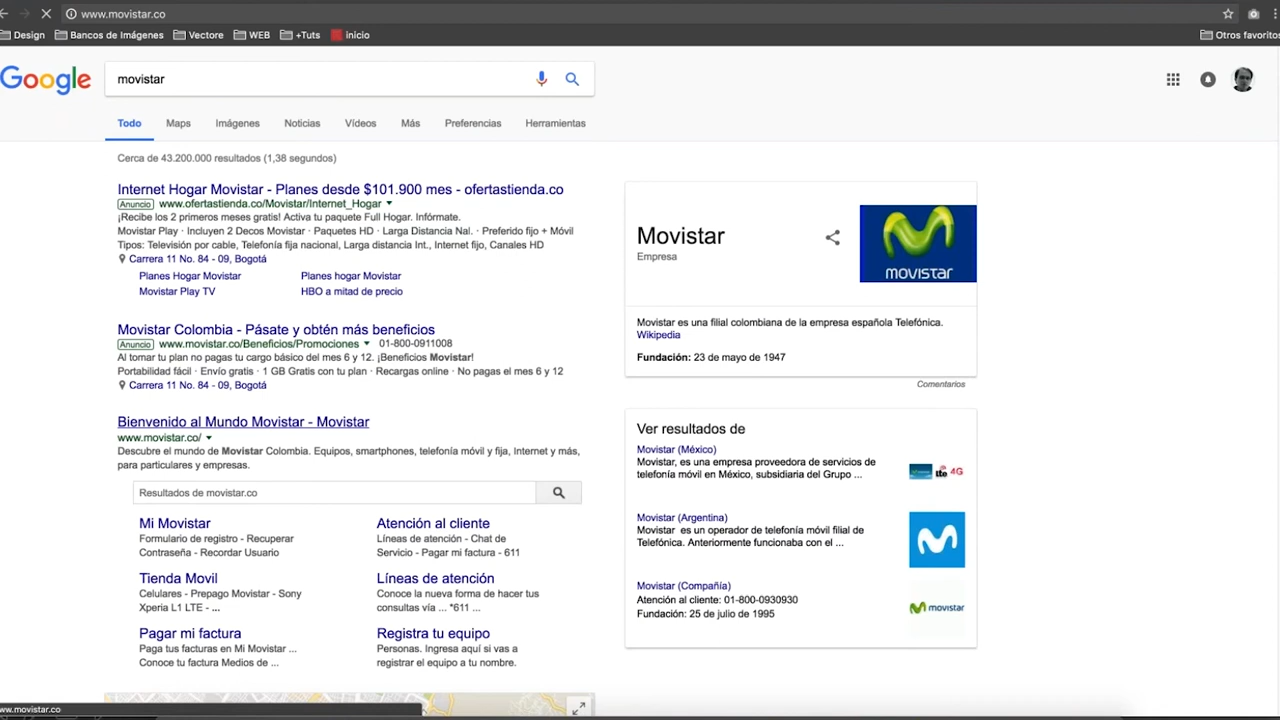 www.movistar.co
Design Bancos de Imágenes Vectore WEB +Tuts inicio Otros favoritos
Google
movistar
Todo Maps Imágenes Noticias Vídeos Más Preferencias Herramientas
Cerca de 43.200.000 resultados (1,38 segundos)
Internet Hogar Movistar - Planes desde $101.900 mes - ofertastienda.co
Anuncio www.ofertastienda.co/Movistar/Internet_Hogar
¡Recibe los 2 primeros meses gratis! Activa tu paquete Full Hogar. Infórmate.
Movistar Play · Incluyen 2 Decos Movistar · Paquetes HD · Larga Distancia Nal. · Preferido fijo + Móvil
Tipos: Televisión por cable, Telefonía fija nacional, Larga distancia Int., Internet fijo, Canales HD
Carrera 11 No. 84 - 09, Bogotá
Planes Hogar Movistar Planes hogar Movistar
Movistar Play TV HBO a mitad de precio
Movistar Colombia - Pásate y obtén más beneficios
Anuncio www.movistar.co/Beneficios/Promociones 01-800-0911008
Al tomar tu plan no pagas tu cargo básico del mes 6 y 12. ¡Beneficios Movistar!
Portabilidad fácil · Envío gratis · 1 GB Gratis con tu plan · Recargas online · No pagas el mes 6 y 12
Carrera 11 No. 84 - 09, Bogotá
Bienvenido al Mundo Movistar - Movistar
www.movistar.co/
Descubre el mundo de Movistar Colombia. Equipos, smartphones, telefonía móvil y fija, Internet y más,
para particulares y empresas.
Resultados de movistar.co
Mi Movistar
Formulario de registro - Recuperar
Contraseña - Recordar Usuario
Atención al cliente
Líneas de atención - Chat de
Servicio - Pagar mi factura - 611
Tienda Movil
Celulares - Prepago Movistar - Sony
Xperia L1 LTE - ...
Líneas de atención
Conoce la nueva forma de hacer tus
consultas vía ... *611 ...
Pagar mi factura
Paga tus facturas en Mi Movistar ...
Conoce tu factura Medios de ...
Registra tu equipo
Personas. Ingresa aquí si vas a
registrar el equipo a tu nombre.
Movistar
Empresa
movistar
Movistar es una filial colombiana de la empresa española Telefónica.
Wikipedia
Fundación: 23 de mayo de 1947
Comentarios
Ver resultados de
Movistar (México)
Movistar, es una empresa proveedora de servicios de
telefonía móvil en México, subsidiaria del Grupo ...
lte 4G
Movistar (Argentina)
Movistar es un operador de telefonía móvil filial de
Telefónica. Anteriormente funcionaba con el ...
Movistar (Compañía)
Atención al cliente: 01-800-0930930
Fundación: 25 de julio de 1995
movistar
ww.movistar.co